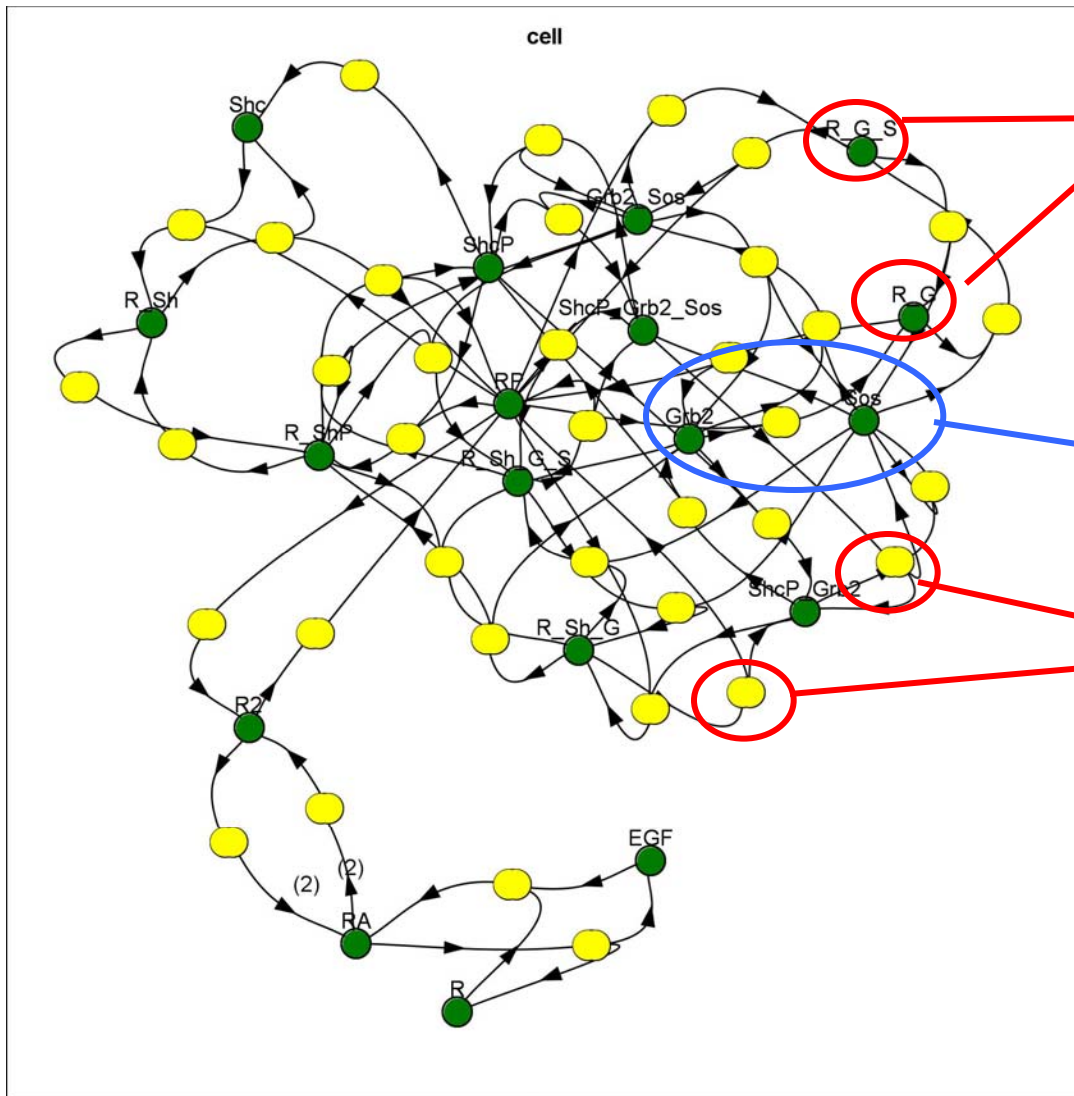 cell
Shc
R_G_S
Grb2_Sos
ShcP
R_Sh
R_G
ShcP_Grb2_Sos
RP
Grb2
Sos
R_ShP
R_Sh_G_S
ShcP_Grb2
R_Sh_G
R2
EGF
(2)
(2)
RA
R